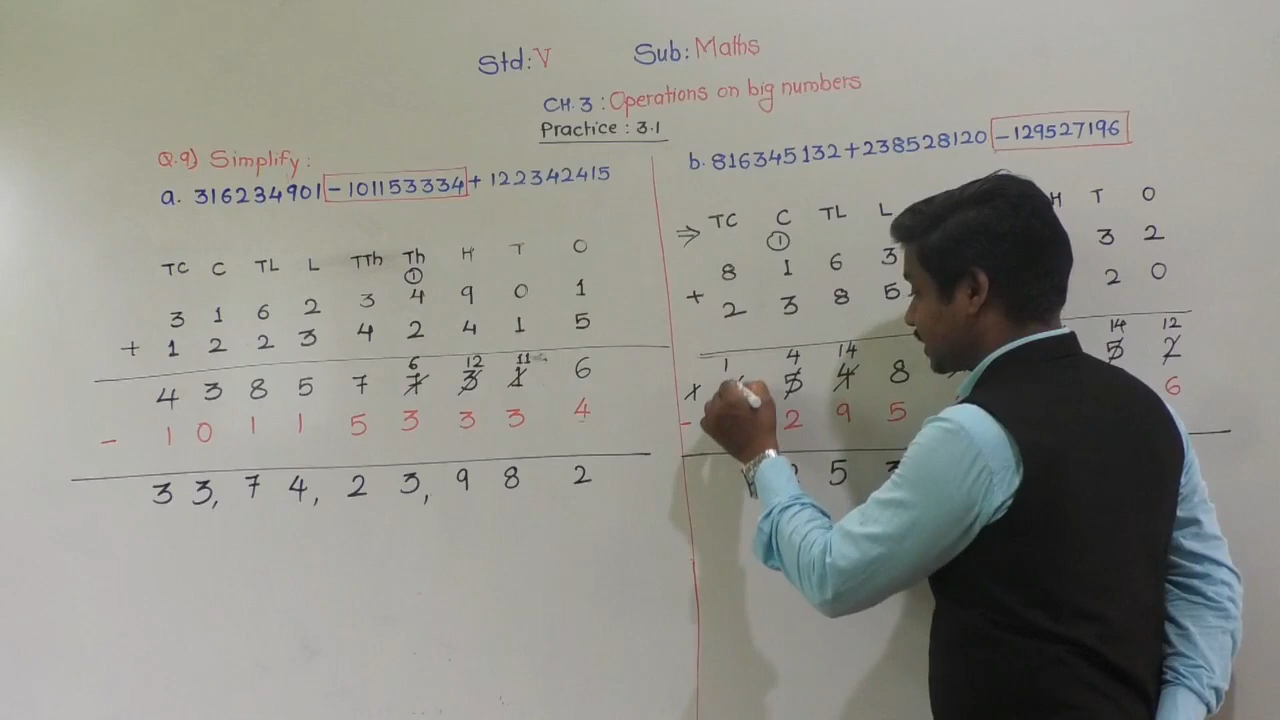 Std: V Sub: Maths
CH. 3 : Operations on big numbers
Practice : 3.1
Q.9) Simplify :
a. 316234901 - 101153334 + 122342415
TC C TL L TTh Th H T O
①
3 1 6 2 3 4 9 0 1
+ 1 2 2 3 4 2 4 1 5
6 12 11
4 3 8 5 7 7 3 1 6
- 1 0 1 1 5 3 3 3 4
3 3, 7 4, 2 3, 9 8 2
b. 816345132 + 238528120 - 129527196
⇒ TC C TL L H T O
①
8 1 6 3 3 2
+ 2 3 8 5 2 0
1 4 14 14 12
5 4 8 5 2
- 2 9 5 6
5 3